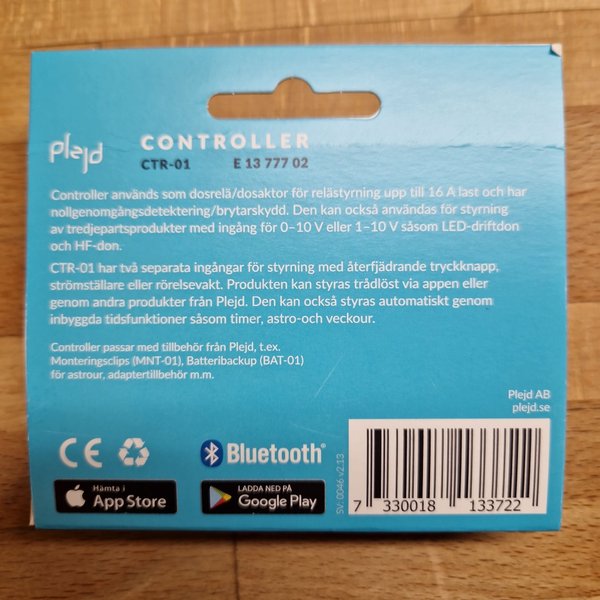 plejd
CONTROLLER
CTR-01 E 13 777 02
Controller används som dosrelä/dosaktor för relästyrning upp till 16 A last och har
nollgenomgångsdetektering/brytarskydd. Den kan också användas för styrning
av tredjepartsprodukter med ingång för 0–10 V eller 1–10 V såsom LED-driftdon
och HF-don.
CTR-01 har två separata ingångar för styrning med återfjädrande tryckknapp,
strömställare eller rörelsevakt. Produkten kan styras trådlöst via appen eller
genom andra produkter från Plejd. Den kan också styras automatiskt genom
inbyggda tidsfunktioner såsom timer, astro-och veckour.
Controller passar med tillbehör från Plejd, t.ex.
Monteringsclips (MNT-01), Batteribackup (BAT-01)
för astrour, adaptertillbehör m.m.
Plejd AB
plejd.se
CE
Bluetooth®
Hämta i
App Store
LADDA NED PÅ
Google Play
SV: 0046 v2.13
7 330018 133722